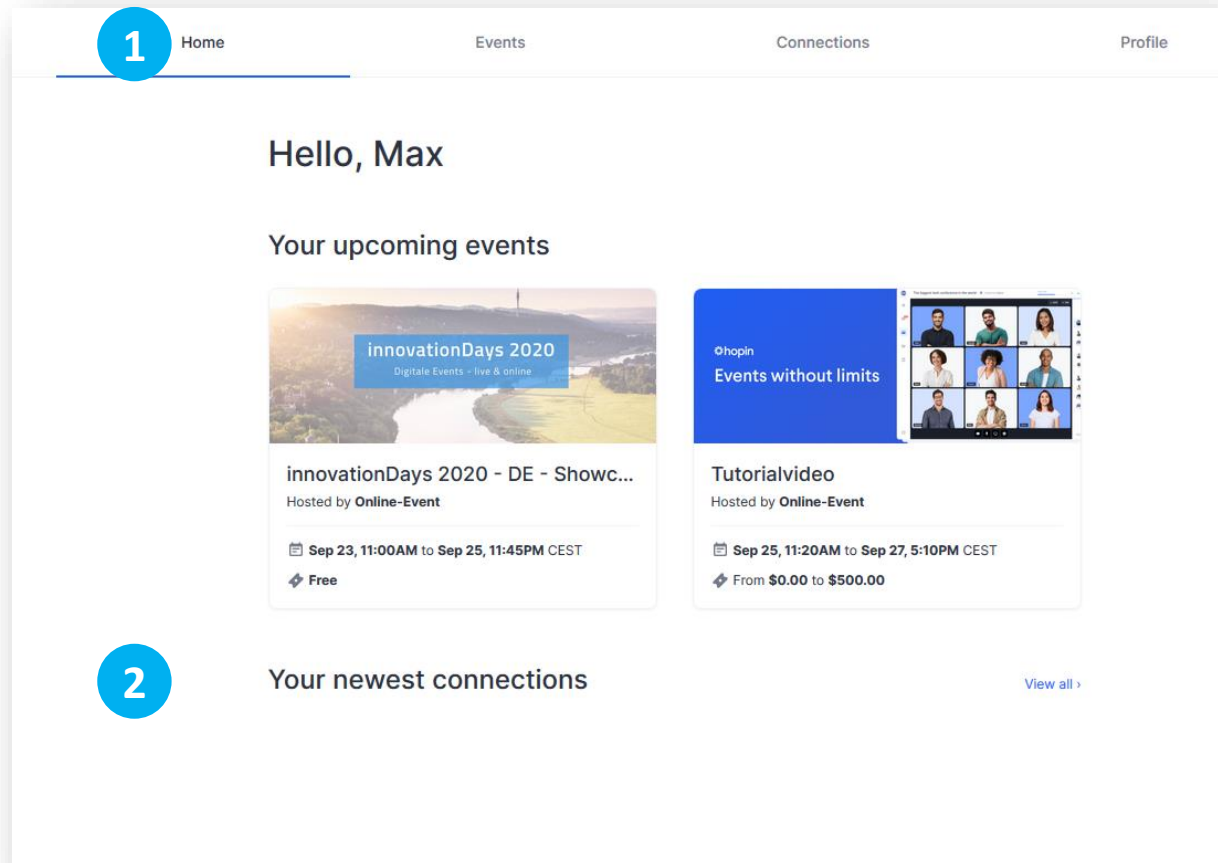 1
Home
Events
Connections
Profile
Hello, Max
Your upcoming events
innovationDays 2020
Digitale Events - live & online
hopin
Events without limits
innovationDays 2020 - DE - Showc...
Hosted by Online-Event
Sep 23, 11:00AM to Sep 25, 11:45PM CEST
Free
Tutorialvideo
Hosted by Online-Event
Sep 25, 11:20AM to Sep 27, 5:10PM CEST
From $0.00 to $500.00
2
Your newest connections
View all ›